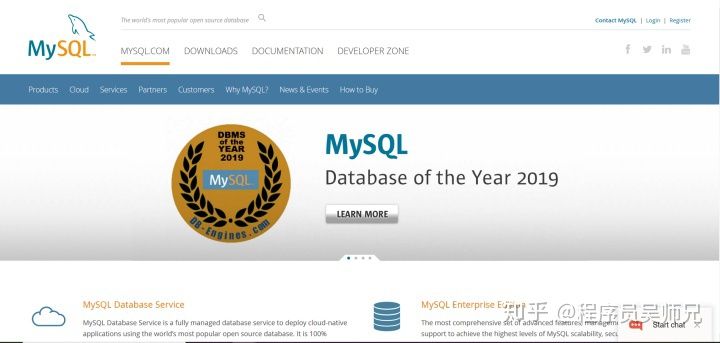 MySQL
The world's most popular open source database
Contact MySQL | Login | Register
MYSQL.COM DOWNLOADS DOCUMENTATION DEVELOPER ZONE
Products Cloud Services Partners Customers Why MySQL? News & Events How to Buy
DBMS
of the
YEAR
2019
MySQL
DB-Engines.com
MySQL
Database of the Year 2019
LEARN MORE
MySQL Database Service
MySQL Database Service is a fully managed database service to deploy cloud-native
applications using the world's most popular open source database. It is 100%
MySQL Enterprise Edition
The most comprehensive set of advanced features, management
support to achieve the highest levels of MySQL scalability, secu
Start chat
知乎 @程序员吴师兄